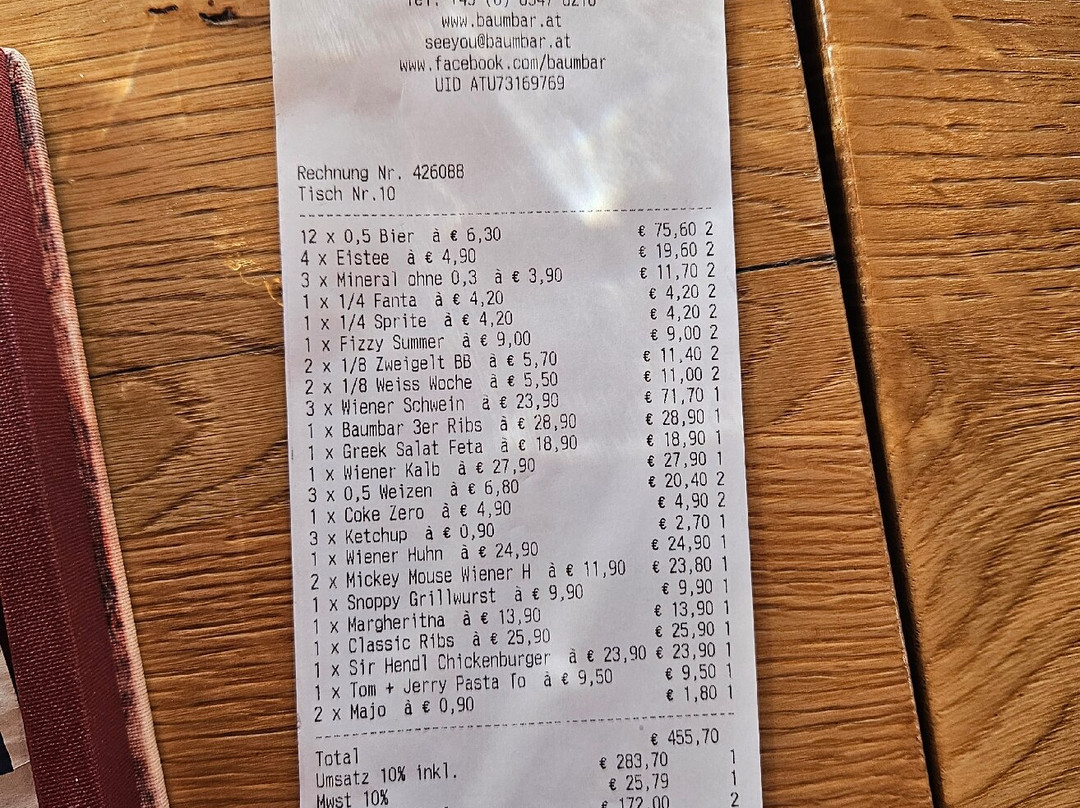 Tel. +43 (0) 6547 8216
www.baumbar.at
seeyou@baumbar.at
www.facebook.com/baumbar
UID ATU73169769
Rechnung Nr. 426088
Tisch Nr.10
12 x 0,5 Bier à € 6,30 € 75,60 2
4 x Eistee à € 4,90 € 19,60 2
3 x Mineral ohne 0,3 à € 3,90 € 11,70 2
1 x 1/4 Fanta à € 4,20 € 4,20 2
1 x 1/4 Sprite à € 4,20 € 4,20 2
1 x Fizzy Summer à € 9,00 € 9,00 2
2 x 1/8 Zweigelt BB à € 5,70 € 11,40 2
2 x 1/8 Weiss Woche à € 5,50 € 11,00 2
3 x Wiener Schwein à € 23,90 € 71,70 1
1 x Baumbar 3er Ribs à € 28,90 € 28,90 1
1 x Greek Salat Feta à € 18,90 € 18,90 1
1 x Wiener Kalb à € 27,90 € 27,90 1
3 x 0,5 Weizen à € 6,80 € 20,40 2
1 x Coke Zero à € 4,90 € 4,90 2
3 x Ketchup à € 0,90 € 2,70 1
1 x Wiener Huhn à € 24,90 € 24,90 1
2 x Mickey Mouse Wiener H à € 11,90 € 23,80 1
1 x Snoppy Grillwurst à € 9,90 € 9,90 1
1 x Margheritha à € 13,90 € 13,90 1
1 x Classic Ribs à € 25,90 € 25,90 1
1 x Sir Hendl Chickenburger à € 23,90 € 23,90 1
1 x Tom + Jerry Pasta To à € 9,50 € 9,50 1
2 x Majo à € 0,90 € 1,80 1
Total € 455,70
Umsatz 10% inkl. € 283,70 1
Mwst 10% € 25,79 1
€ 172,00 2